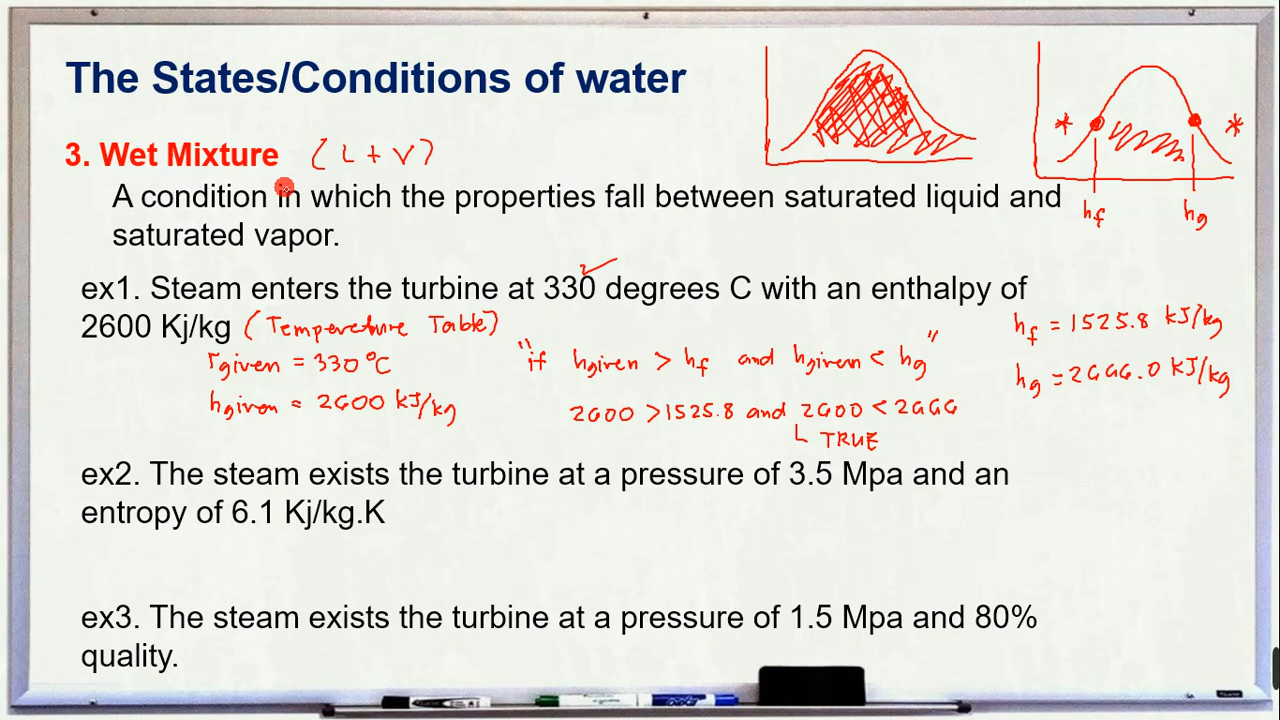 The States/Conditions of water
3. Wet Mixture (L + V)
A condition in which the properties fall between saturated liquid and
saturated vapor.
hf hg
ex1. Steam enters the turbine at 330 degrees C with an enthalpy of
2600 Kj/kg (Temperature Table)
Tgiven = 330°C
hgiven = 2600 kJ/kg
"if hgiven > hf and hgiven < hg"
2600 > 1525.8 and 2600 < 2666
TRUE
hf = 1525.8 kJ/kg
hg = 2666.0 kJ/kg
ex2. The steam exists the turbine at a pressure of 3.5 Mpa and an
entropy of 6.1 Kj/kg.K
ex3. The steam exists the turbine at a pressure of 1.5 Mpa and 80%
quality.